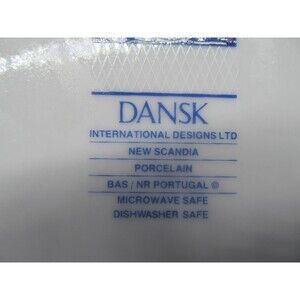 DANSK
INTERNATIONAL DESIGNS LTD
NEW SCANDIA
PORCELAIN
BAS / NR PORTUGAL ©
MICROWAVE SAFE
DISHWASHER SAFE